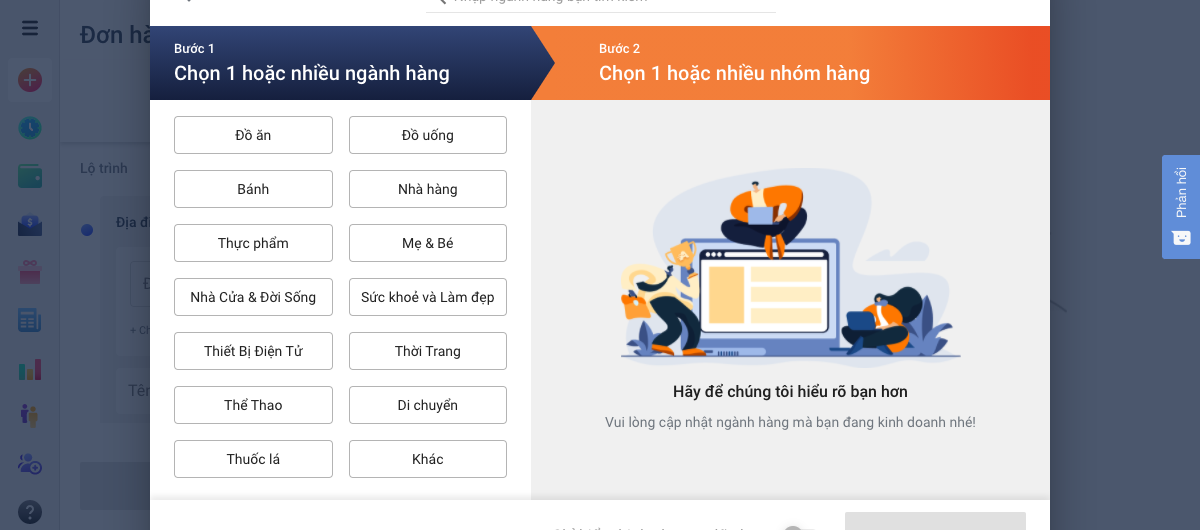 Đơn hà
Bước 1
Chọn 1 hoặc nhiều ngành hàng
Bước 2
Chọn 1 hoặc nhiều nhóm hàng
Đồ ăn
Đồ uống
Bánh
Nhà hàng
Thực phẩm
Mẹ & Bé
Nhà Cửa & Đời Sống
Sức khoẻ và Làm đẹp
Thiết Bị Điện Tử
Thời Trang
Thể Thao
Di chuyển
Thuốc lá
Khác
Hãy để chúng tôi hiểu rõ bạn hơn
Vui lòng cập nhật ngành hàng mà bạn đang kinh doanh nhé!
Lộ trình
Địa đi
+ Ch
Tên
Phản hồi